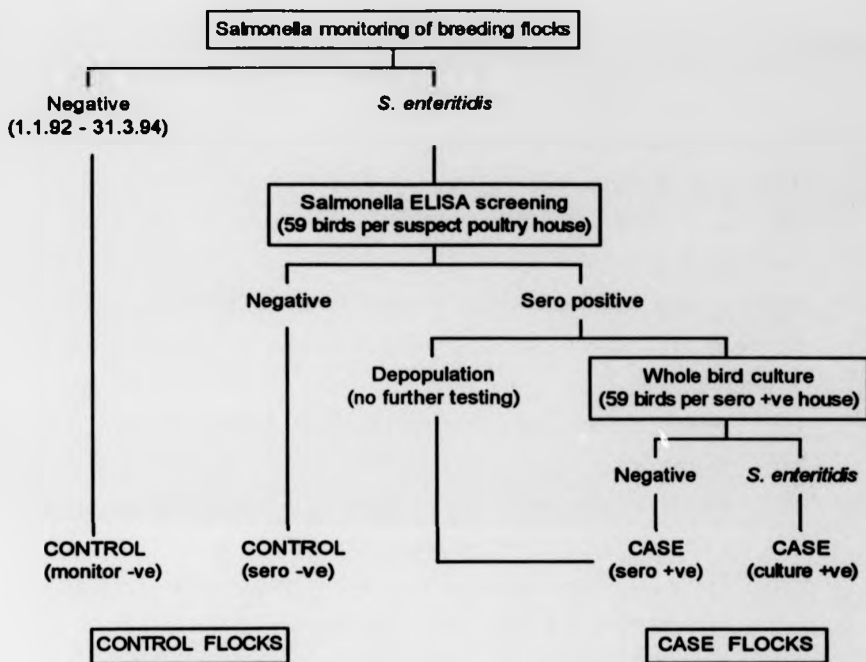 Salmonella monitoring of breeding flocks
Negative
(1.1.92 - 31.3.94)
S. enteritidis
Salmonella ELISA screening
(59 birds per suspect poultry house)
Negative
Sero positive
Depopulation
(no further testing)
Whole bird culture
(59 birds per sero +ve house)
Negative
S. enteritidis
CONTROL
(monitor -ve)
CONTROL
(sero -ve)
CASE
(sero +ve)
CASE
(culture +ve)
CONTROL FLOCKS
CASE FLOCKS